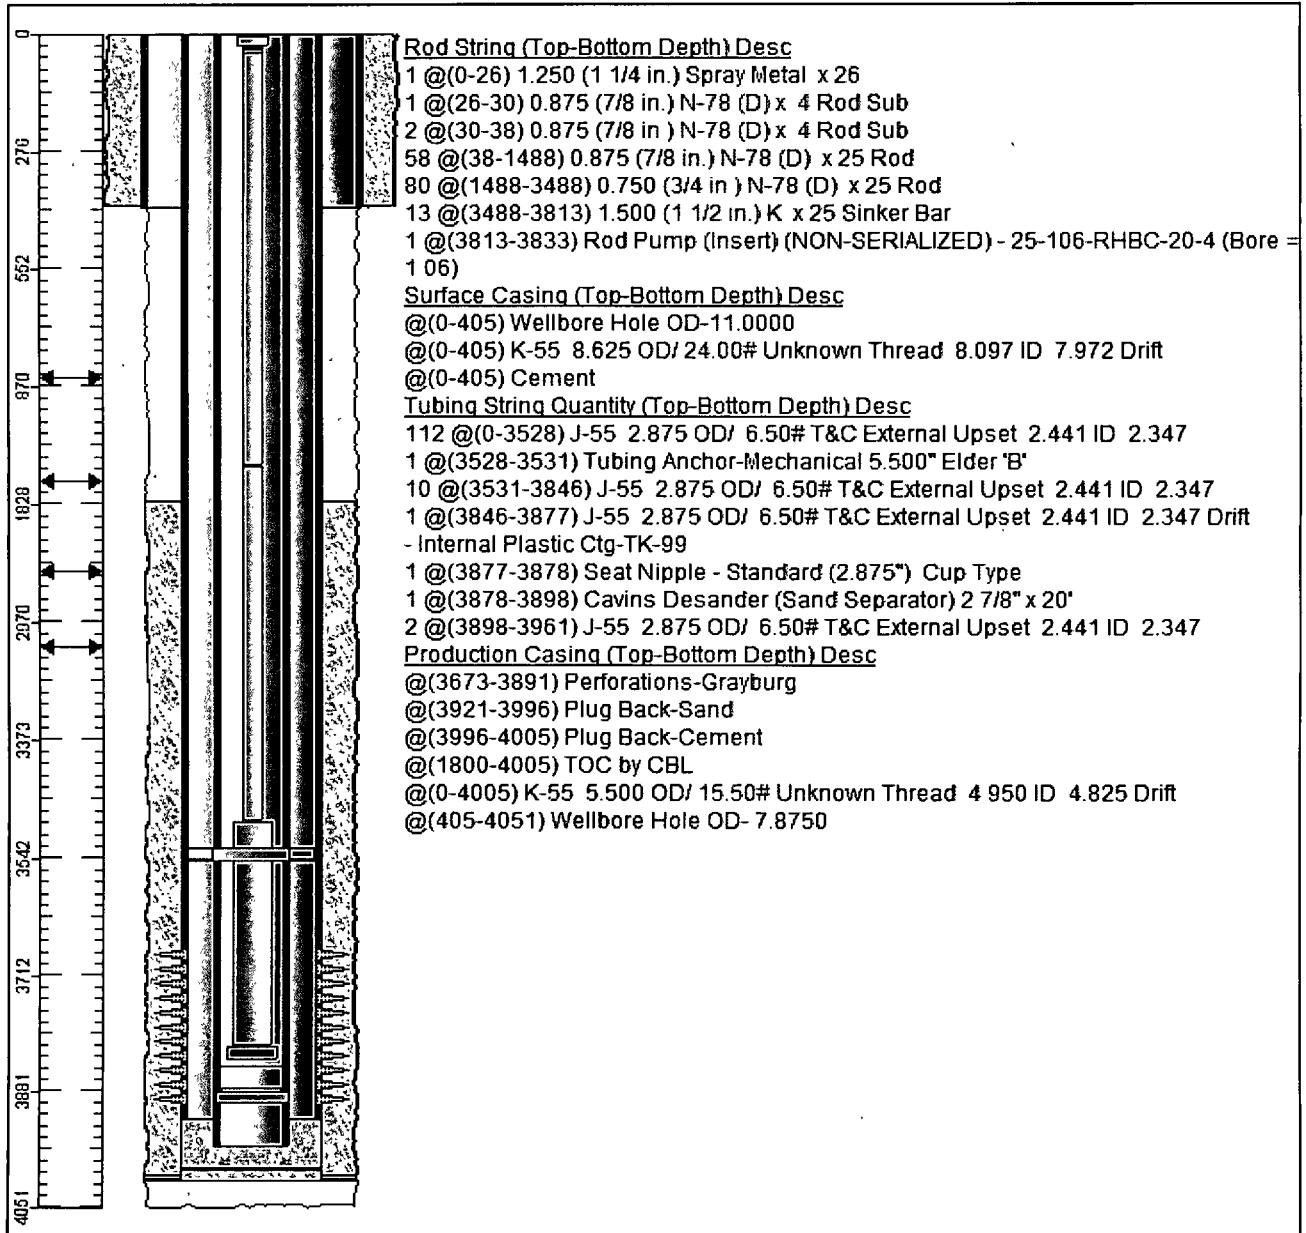 Rod String (Top-Bottom Depth) Desc
1 @(0-26) 1.250 (1 1/4 in.) Spray Metal x 26
1 @(26-30) 0.875 (7/8 in.) N-78 (D) x 4 Rod Sub
2 @(30-38) 0.875 (7/8 in ) N-78 (D) x 4 Rod Sub
58 @(38-1488) 0.875 (7/8 in.) N-78 (D) x 25 Rod
80 @(1488-3488) 0.750 (3/4 in ) N-78 (D) x 25 Rod
13 @(3488-3813) 1.500 (1 1/2 in.) K x 25 Sinker Bar
1 @(3813-3833) Rod Pump (Insert) (NON-SERIALIZED) - 25-106-RHBC-20-4 (Bore =
1 06)
Surface Casing (Top-Bottom Depth) Desc
@(0-405) Wellbore Hole OD-11.0000
@(0-405) K-55 8.625 OD/ 24.00# Unknown Thread 8.097 ID 7.972 Drift
@(0-405) Cement
Tubing String Quantity (Top-Bottom Depth) Desc
112 @(0-3528) J-55 2.875 OD/ 6.50# T&C External Upset 2.441 ID 2.347
1 @(3528-3531) Tubing Anchor-Mechanical 5.500" Elder 'B'
10 @(3531-3846) J-55 2.875 OD/ 6.50# T&C External Upset 2.441 ID 2.347
1 @(3846-3877) J-55 2.875 OD/ 6.50# T&C External Upset 2.441 ID 2.347 Drift
- Internal Plastic Ctg-TK-99
1 @(3877-3878) Seat Nipple - Standard (2.875") Cup Type
1 @(3878-3898) Cavins Desander (Sand Separator) 2 7/8" x 20'
2 @(3898-3961) J-55 2.875 OD/ 6.50# T&C External Upset 2.441 ID 2.347
Production Casing (Top-Bottom Depth) Desc
@(3673-3891) Perforations-Grayburg
@(3921-3996) Plug Back-Sand
@(3996-4005) Plug Back-Cement
@(1800-4005) TOC by CBL
@(0-4005) K-55 5.500 OD/ 15.50# Unknown Thread 4 950 ID 4.825 Drift
@(405-4051) Wellbore Hole OD- 7.8750
0
276
552
870
1828
2970
3373
3542
3712
3881
4051